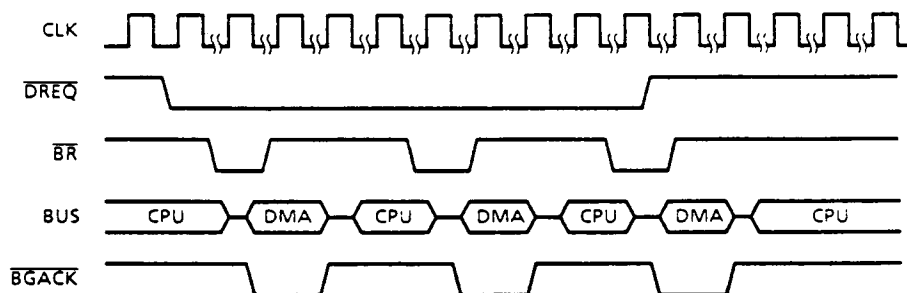 CLK
DREQ
BR
BUS CPU DMA CPU DMA CPU DMA CPU
BGACK